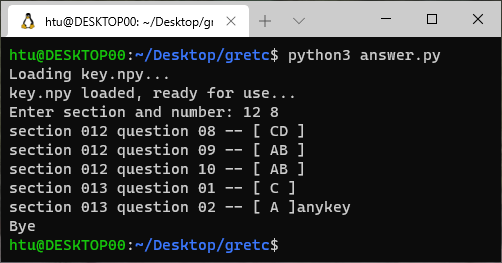 htu@DESKTOP00: ~/Desktop/gre
htu@DESKTOP00:~/Desktop/gretc$ python3 answer.py
Loading key.npy...
key.npy loaded, ready for use...
Enter section and number: 12 8
section 012 question 08 -- [ CD ]
section 012 question 09 -- [ AB ]
section 012 question 10 -- [ AB ]
section 013 question 01 -- [ C ]
section 013 question 02 -- [ A ]anykey
Bye
htu@DESKTOP00:~/Desktop/gretc$